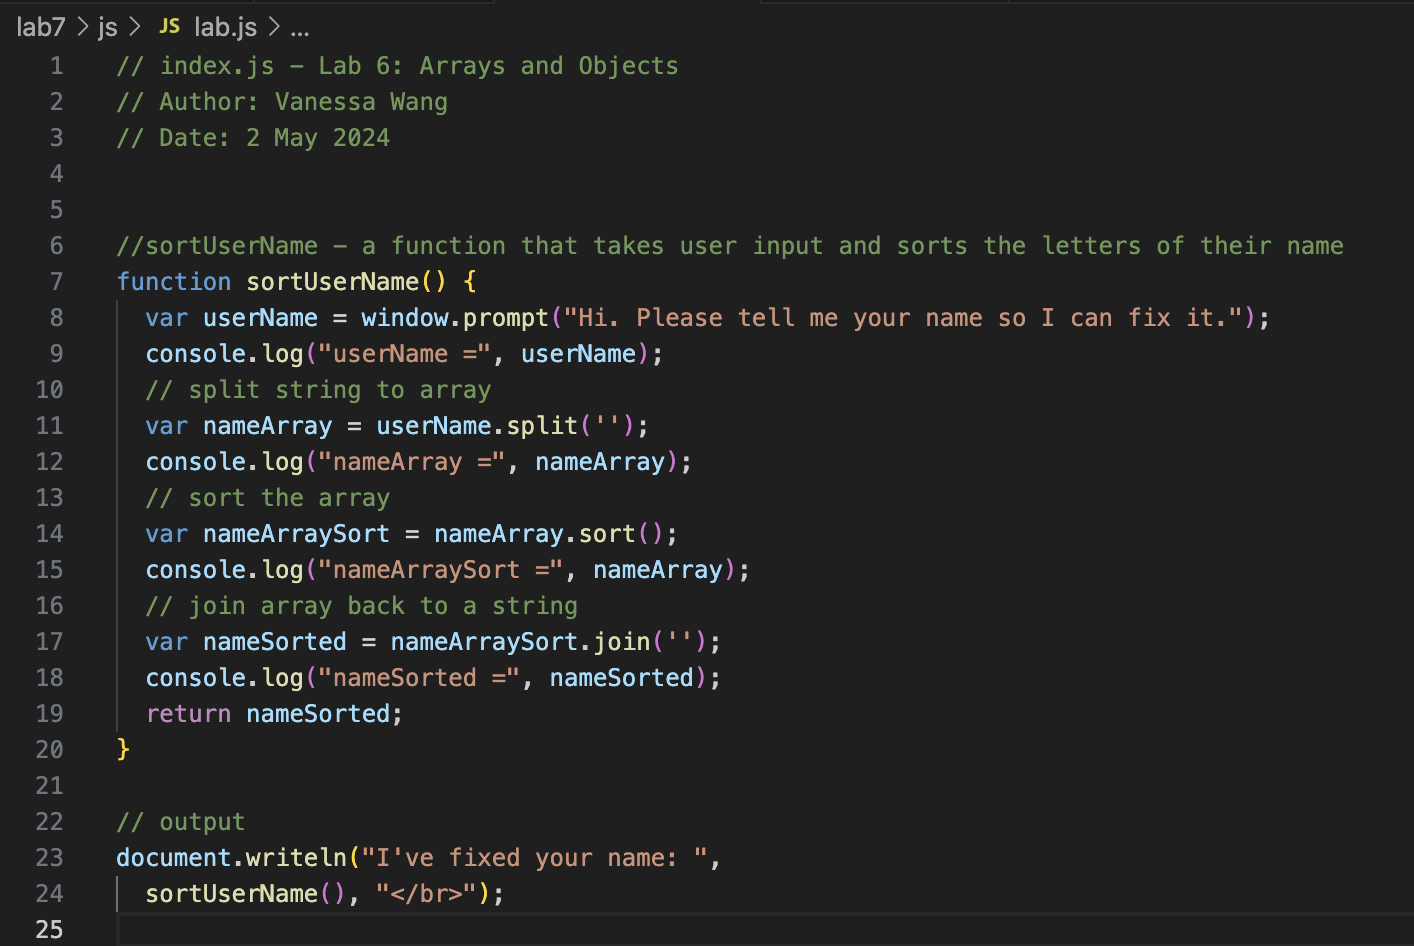 lab7 > js > JS lab.js > ...
1 // index.js – Lab 6: Arrays and Objects
2 // Author: Vanessa Wang
3 // Date: 2 May 2024
4
5
6 //sortUserName – a function that takes user input and sorts the letters of their name
7 function sortUserName() {
8   var userName = window.prompt("Hi. Please tell me your name so I can fix it.");
9   console.log("userName =", userName);
10   // split string to array
11   var nameArray = userName.split('');
12   console.log("nameArray =", nameArray);
13   // sort the array
14   var nameArraySort = nameArray.sort();
15   console.log("nameArraySort =", nameArray);
16   // join array back to a string
17   var nameSorted = nameArraySort.join('');
18   console.log("nameSorted =", nameSorted);
19   return nameSorted;
20 }
21
22 // output
23 document.writeln("I've fixed your name: ",
24   sortUserName(), "</br>");
25